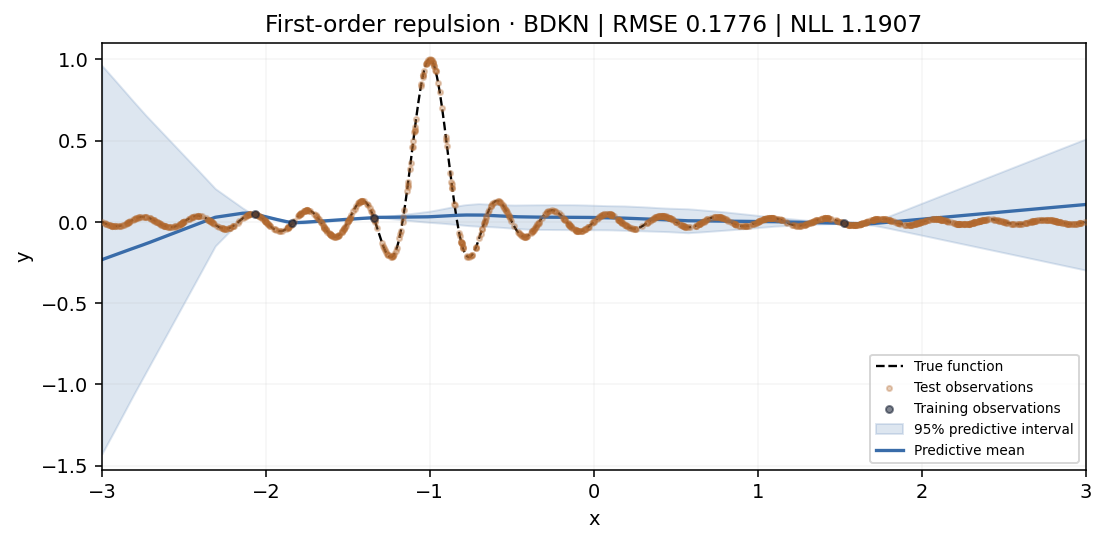 First-order repulsion · BDKN | RMSE 0.1776 | NLL 1.1907
1.0
0.5
0.0
−0.5
−1.0
−1.5
y
−3
−2
−1
0
1
2
3
x
True function
Test observations
Training observations
95% predictive interval
Predictive mean